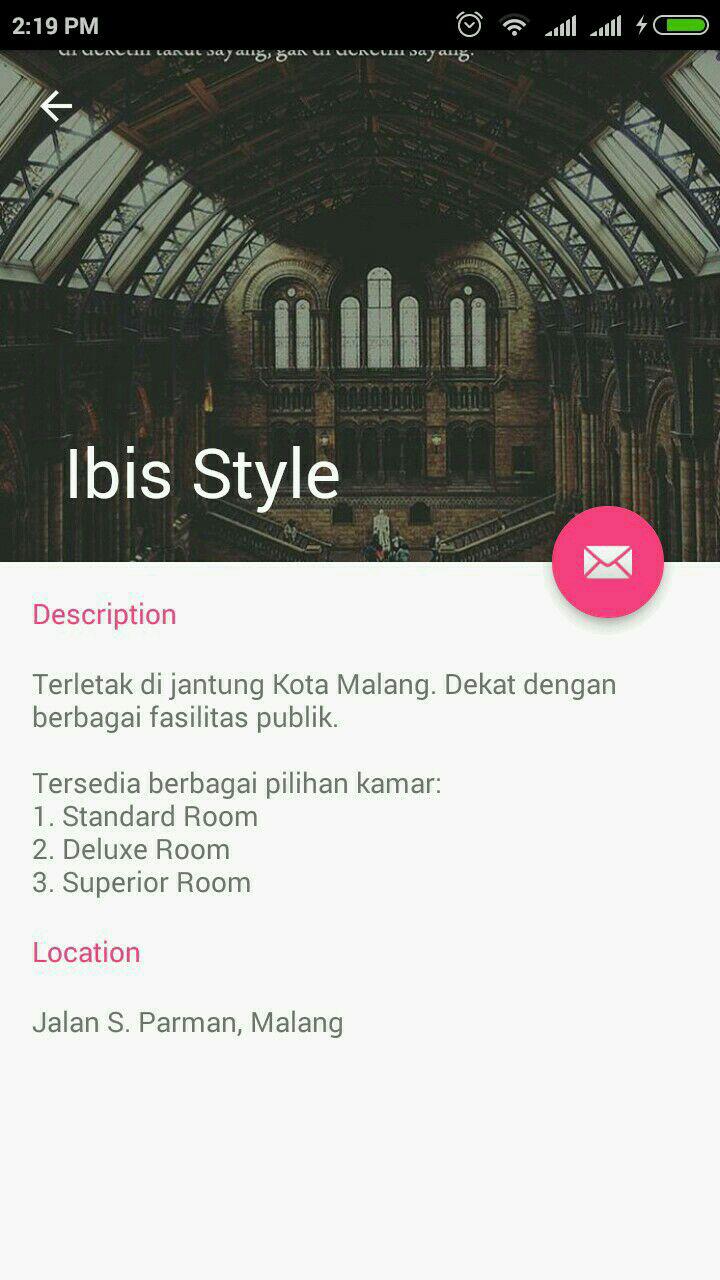 2:19 PM
di deketin takut sayang, gak di deketin sayang.
Ibis Style
Description
Terletak di jantung Kota Malang. Dekat dengan
berbagai fasilitas publik.
Tersedia berbagai pilihan kamar:
1. Standard Room
2. Deluxe Room
3. Superior Room
Location
Jalan S. Parman, Malang